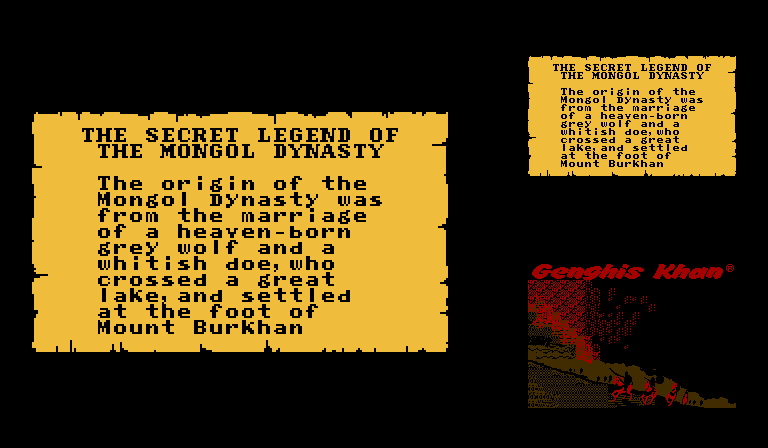 THE SECRET LEGEND OF
THE MONGOL DYNASTY
The origin of the
Mongol Dynasty was
from the marriage
of a heaven-born
grey wolf and a
whitish doe, who
crossed a great
lake, and settled
at the foot of
Mount Burkhan
THE SECRET LEGEND OF
THE MONGOL DYNASTY
The origin of the
Mongol Dynasty was
from the marriage
of a heaven-born
grey wolf and a
whitish doe, who
crossed a great
lake, and settled
at the foot of
Mount Burkhan
Genghis Khan®